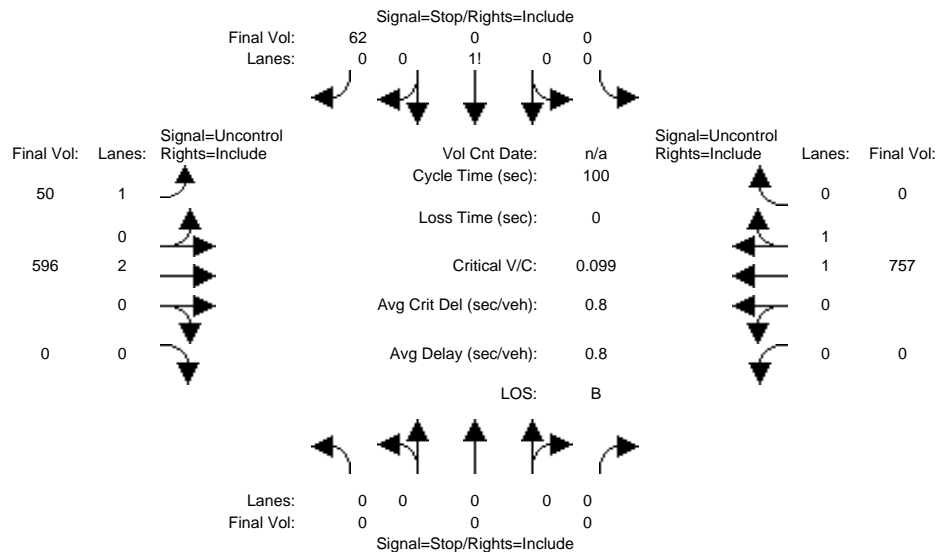 Signal=Stop/Rights=Include
Final Vol: 62 0 0
Lanes: 0 0 1! 0 0
Signal=Uncontrol Signal=Uncontrol
Final Vol: Lanes: Rights=Include Vol Cnt Date: n/a Rights=Include Lanes: Final Vol:
Cycle Time (sec): 100
50 1 0 0
Loss Time (sec): 0
0 1
596 2 Critical V/C: 0.099 1 757
0 Avg Crit Del (sec/veh): 0.8 0
0 0 Avg Delay (sec/veh): 0.8 0 0
LOS: B
Lanes: 0 0 0 0 0
Final Vol: 0 0 0
Signal=Stop/Rights=Include